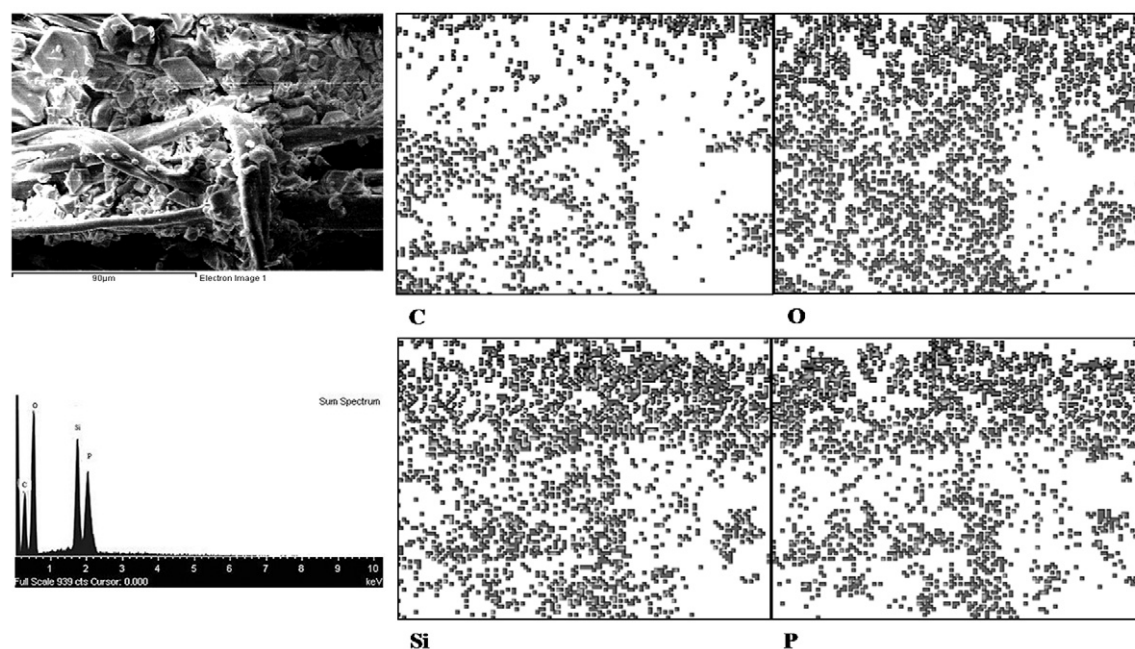 90µm
Electron Image 1
C
O
Sum Spectrum
O
Si
P
C
1 2 3 4 5 6 7 8 9 10
Full Scale 939 cts Cursor: 0.000
keV
Si
P